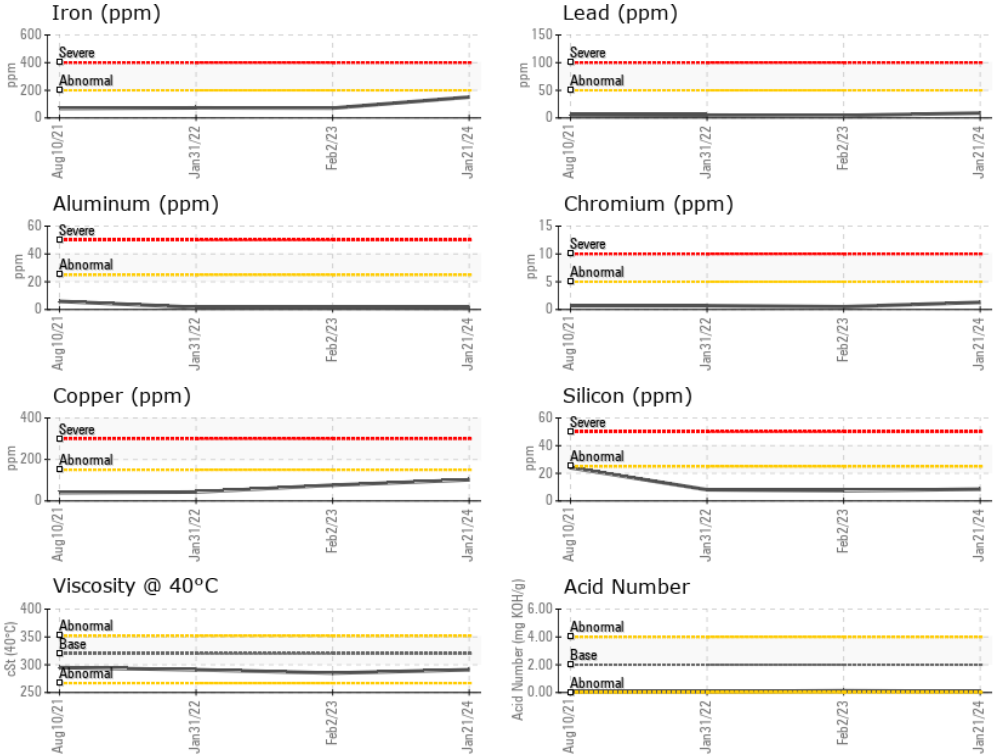 Iron (ppm)
600
400
200
0
ppm
Severe
Abnormal
Aug10/21
Jan31/22
Feb2/23
Jan21/24
Lead (ppm)
150
100
50
0
ppm
Severe
Abnormal
Aug10/21
Jan31/22
Feb2/23
Jan21/24
Aluminum (ppm)
60
40
20
0
ppm
Severe
Abnormal
Aug10/21
Jan31/22
Feb2/23
Jan21/24
Chromium (ppm)
15
10
5
0
ppm
Severe
Abnormal
Aug10/21
Jan31/22
Feb2/23
Jan21/24
Copper (ppm)
400
200
0
ppm
Severe
Abnormal
Aug10/21
Jan31/22
Feb2/23
Jan21/24
Silicon (ppm)
60
40
20
0
ppm
Severe
Abnormal
Aug10/21
Jan31/22
Feb2/23
Jan21/24
Viscosity @ 40°C
400
350
300
250
cSt (40°C)
Abnormal
Base
Abnormal
Aug10/21
Jan31/22
Feb2/23
Jan21/24
Acid Number
6.00
4.00
2.00
0.00
Acid Number (mg KOH/g)
Abnormal
Base
Abnormal
Aug10/21
Jan31/22
Feb2/23
Jan21/24